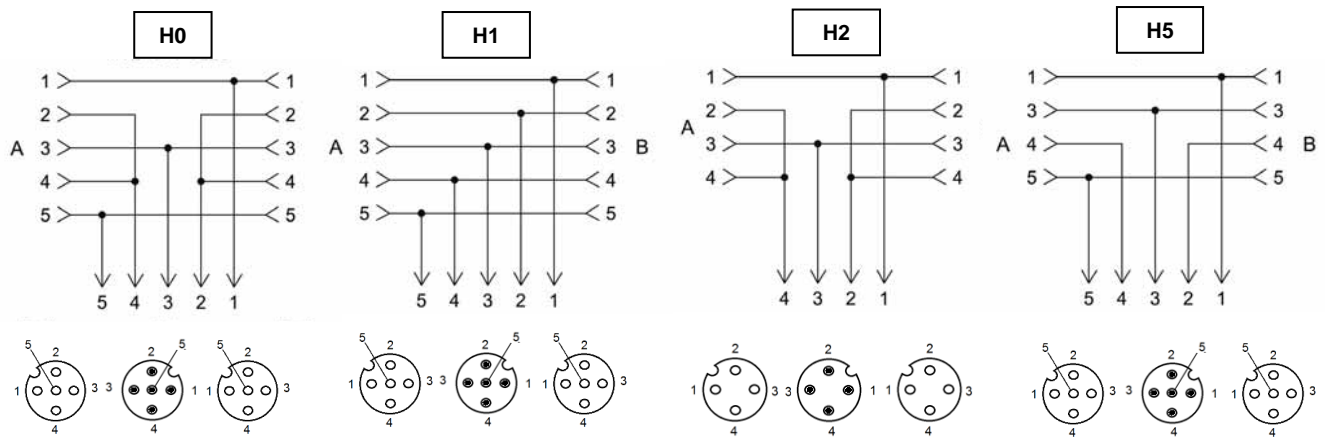 H0 H1 H2 H5
1 1 1 1 1 1 1 1
2 2 2 2 2 2 3 3
A 3 3 A 3 3 B A 3 3 A 4 4 B
4 4 4 4 4 4 5 5
5 5 5 5
5 4 3 2 1 5 4 3 2 1 4 3 2 1 5 4 3 2 1
5 2 2 5 5 2 5 2 5 5 2 2 2 2 5 2 2 5 5 2
1 3 3 1 3 1 3 3 1 3 1 3 3 1 3 1 3 3 1 3
4 4 4 4 4 4 4 4 4 4 4 4